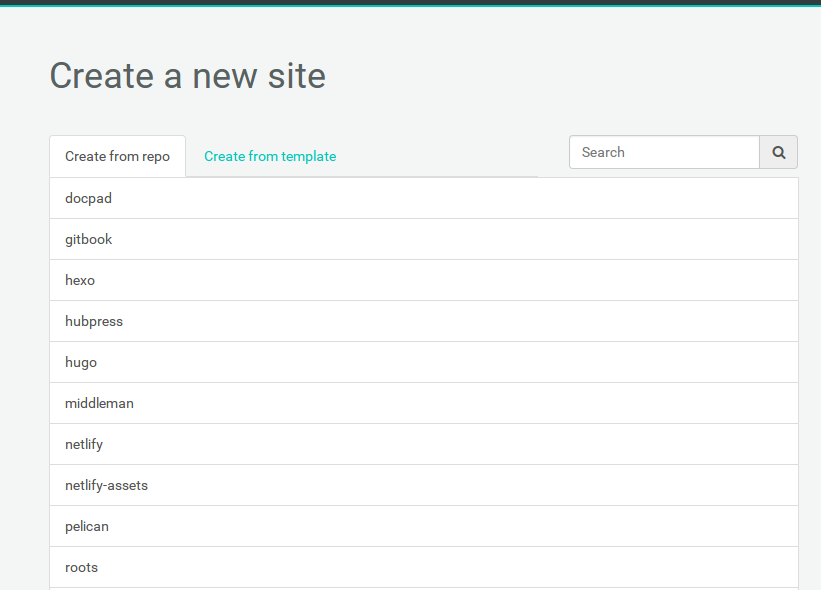 Create a new site
Create from repo
Create from template
Search
docpad
gitbook
hexo
hubpress
hugo
middleman
netlify
netlify-assets
pelican
roots